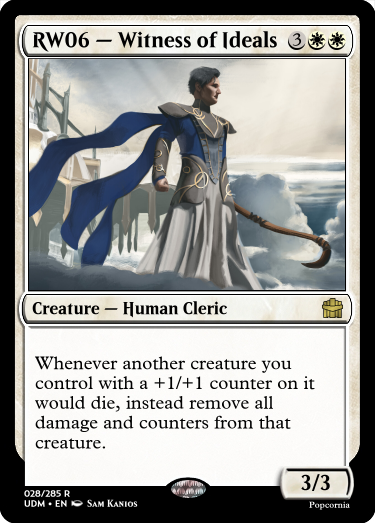 RW06 — Witness of Ideals 3
Creature — Human Cleric
Whenever another creature you
control with a +1/+1 counter on it
would die, instead remove all
damage and counters from that
creature.
3/3
028/285 R
UDM • EN Sam Kanios
Popcornia